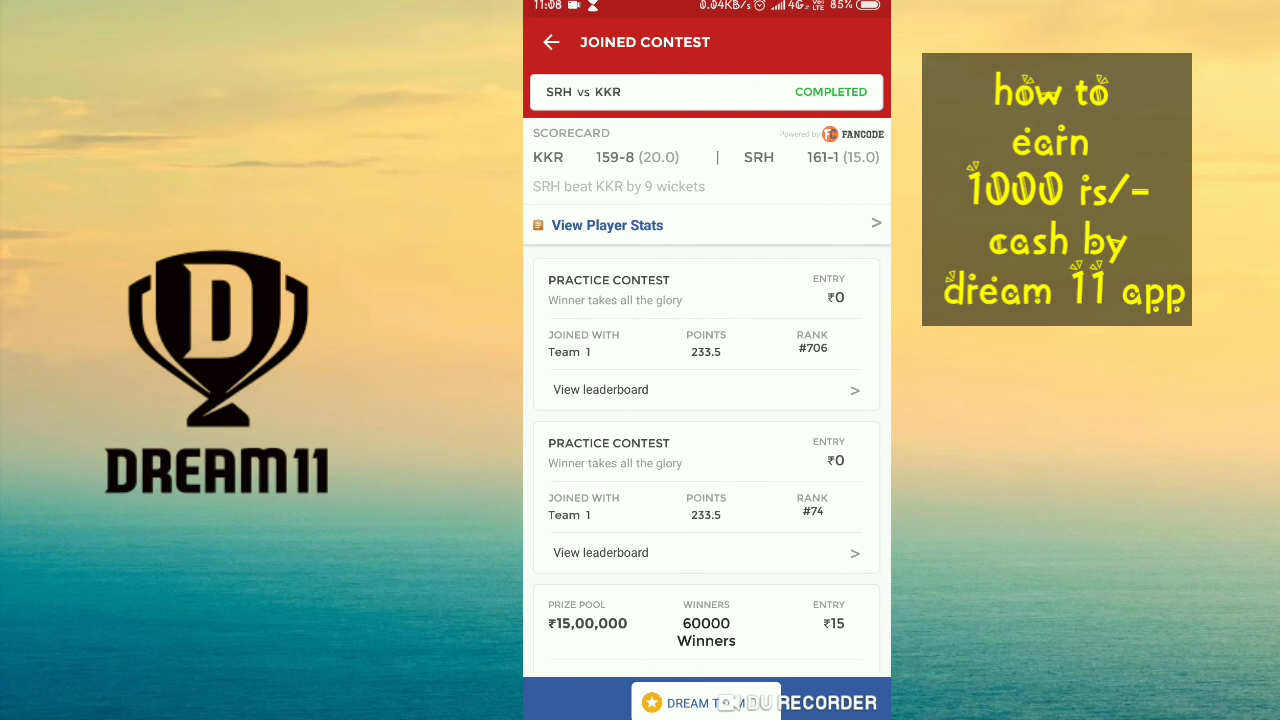 11:08
0.04KB/s 4G VoLTE 85%
JOINED CONTEST
SRH vs KKR COMPLETED
SCORECARD Powered by FC FANCODE
KKR 159-8 (20.0) | SRH 161-1 (15.0)
SRH beat KKR by 9 wickets
View Player Stats >
PRACTICE CONTEST ENTRY
Winner takes all the glory ₹0
JOINED WITH POINTS RANK
Team 1 233.5 #706
View leaderboard >
PRACTICE CONTEST ENTRY
Winner takes all the glory ₹0
JOINED WITH POINTS RANK
Team 1 233.5 #74
View leaderboard >
PRIZE POOL WINNERS ENTRY
₹15,00,000 60000 ₹15
Winners
DREAM
DU RECORDER
D
DREAM11
how to
earn
1000 rs/-
cash by
dream 11 app